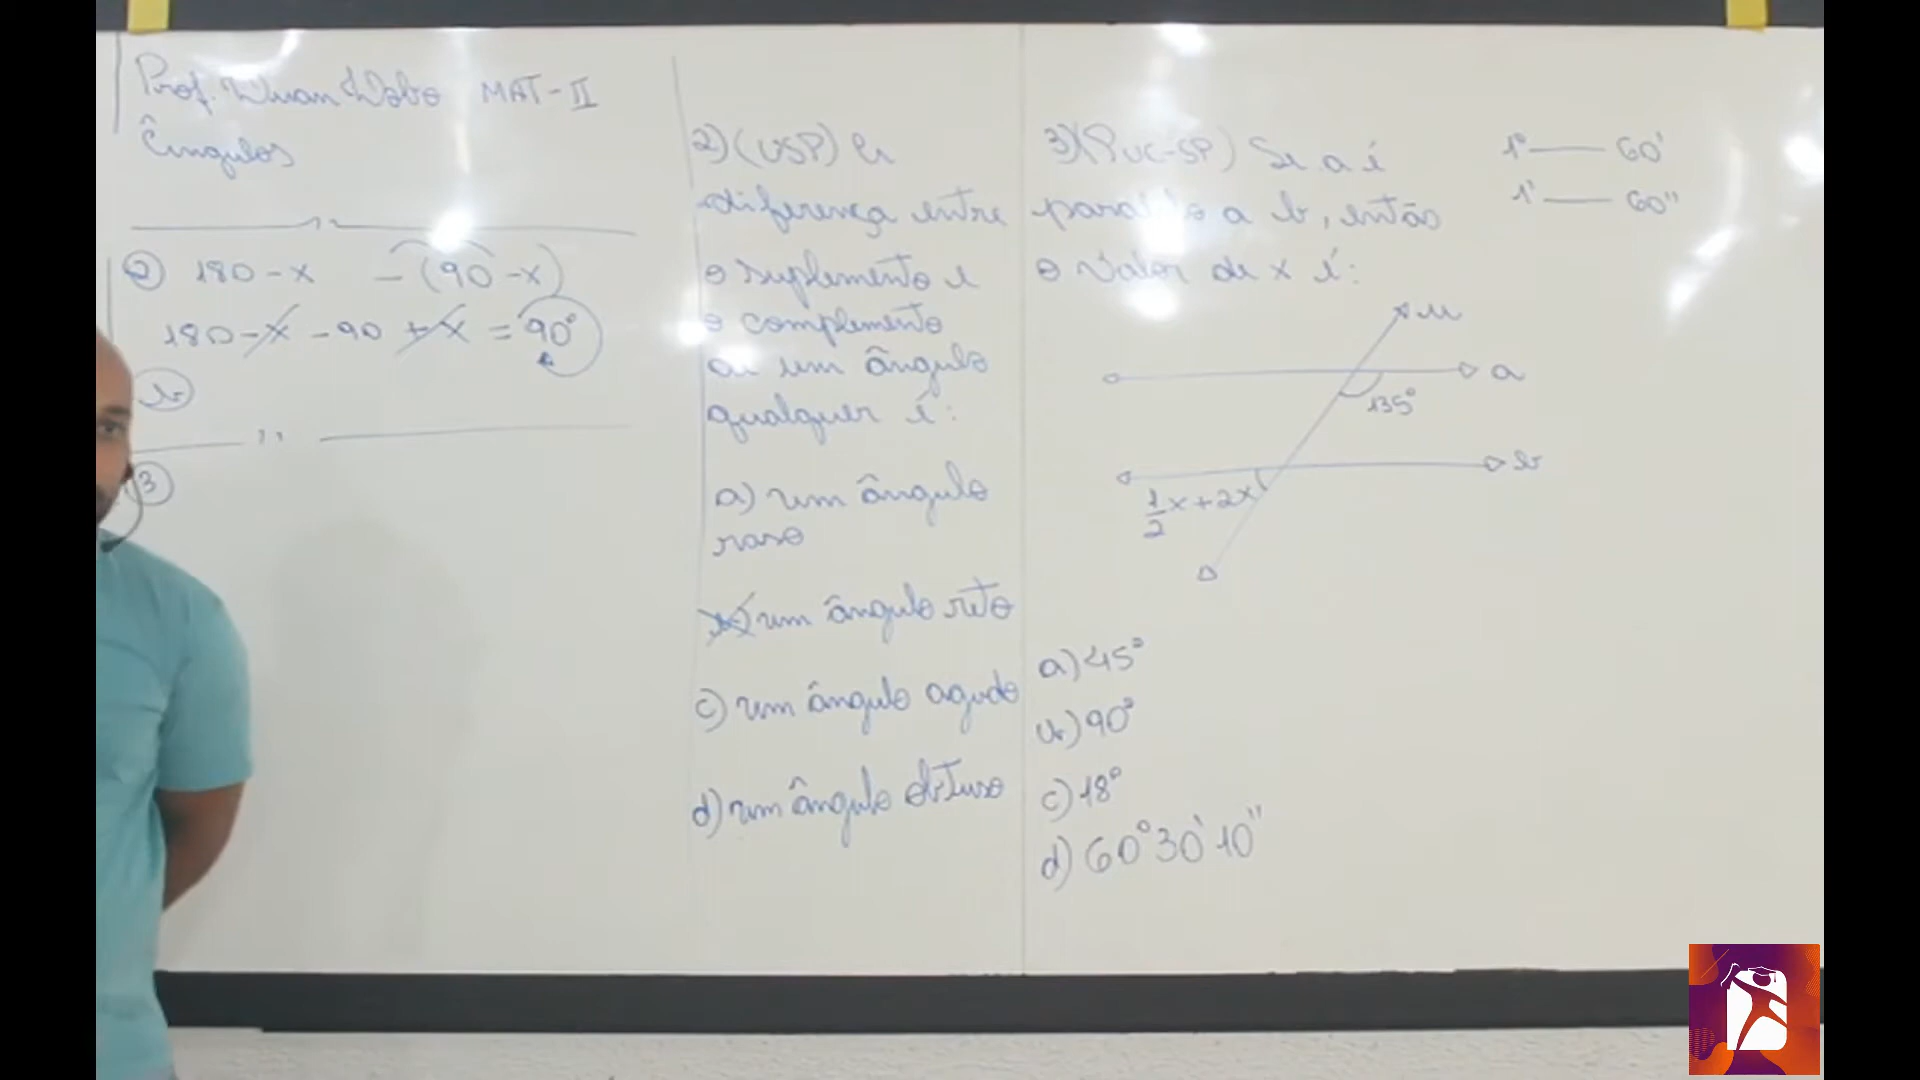 Prof. Wuan Lobo MAT-II
Ângulos
② 180-x -(90-x)
180-x-90+x = 90°
b
③
2)(USP) A
diferença entre
o suplemento e
o complemento
de um ângulo
qualquer é:
a) um ângulo
raso
b) um ângulo reto
c) um ângulo agudo
d) um ângulo obtuso
3)(PUC-SP) Se a é
paralelo a b, então
o valor de x é:
u
a
135°
b
1/2x+2x
a) 45°
b) 90°
c) 18°
d) 60°30'10"
1° — 60'
1' — 60"